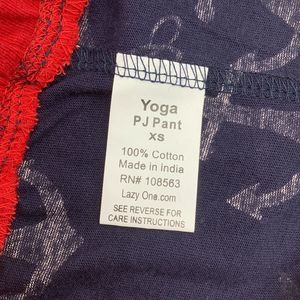 Yoga
PJ Pant
XS
100% Cotton
Made in india
RN# 108563
Lazy One.com
SEE REVERSE FOR
CARE INSTRUCTIONS